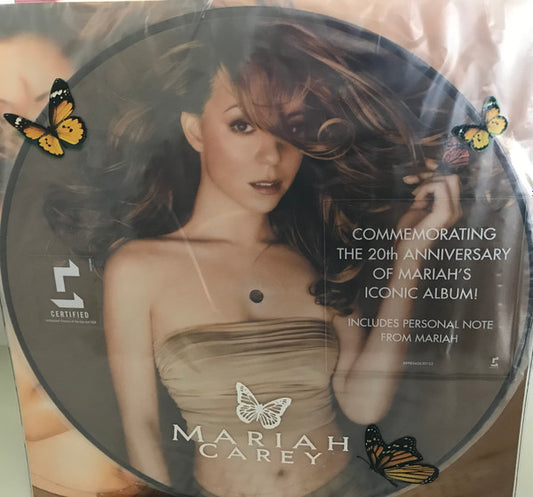 COMMEMORATING
THE 20th ANNIVERSARY
OF MARIAH'S
ICONIC ALBUM!
INCLUDES PERSONAL NOTE
FROM MARIAH
CERTIFIED
MARIAH
CAREY